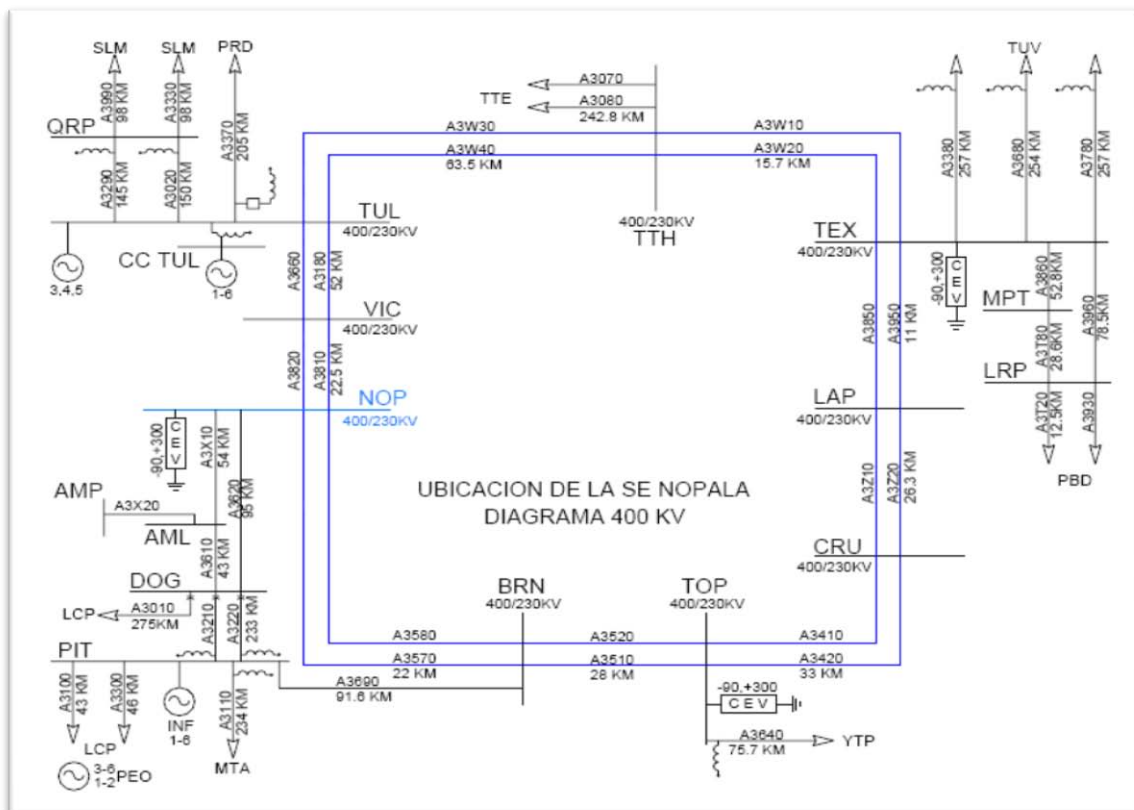 SLM
SLM
PRD
A3990
98 KM
A3330
98 KM
A3370
205 KM
QRP
A3290
145 KM
A3020
150 KM
TUL
400/230KV
CC TUL
3,4,5
1-6
A3660
A3180
52 KM
VIC
400/230KV
A3820
A3810
22.5 KM
NOP
400/230KV
-90,+300
C E V
A3X10
54 KM
A3620
95 KM
AMP
A3X20
AML
A3610
43 KM
DOG
LCP
A3010
275KM
A3210
A3220
233 KM
PIT
A3100
43 KM
A3300
46 KM
INF
1-6
A3110
234 KM
LCP
3-6
1-2 PEO
MTA
A3690
91.6 KM
TTE
A3070
A3080
242.8 KM
A3W30
A3W40
63.5 KM
A3W10
A3W20
15.7 KM
400/230KV
TTH
TUV
A3380
257 KM
A3680
254 KM
A3780
257 KM
TEX
400/230KV
-90,+300
C E V
A3860
52.8KM
MPT
A3960
78.5KM
A3T80
28.6KM
LRP
A3T20
12.5KM
A3930
PBD
A3850
A3950
11 KM
LAP
400/230KV
A3Z10
A3Z20
26.3 KM
CRU
400/230KV
UBICACION DE LA SE NOPALA
DIAGRAMA 400 KV
BRN
400/230KV
TOP
400/230KV
A3580
A3570
22 KM
A3520
A3510
28 KM
A3410
A3420
33 KM
-90,+300
C E V
A3640
75.7 KM
YTP